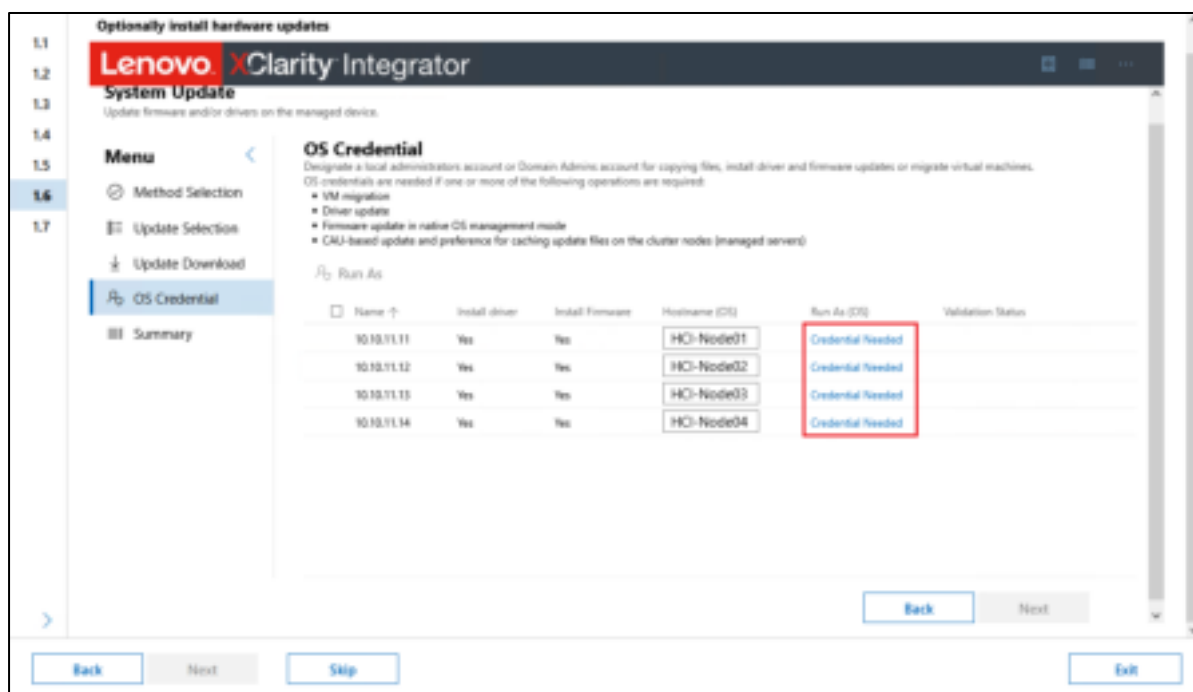 Optionally install hardware updates
1.1
Lenovo. XClarity Integrator
1.2
System Update
1.3
Update firmware and/or drivers on the managed device.
1.4
1.5
1.6
1.7
Menu
Method Selection
Update Selection
Update Download
OS Credential
Summary
OS Credential
Designate a local administrators account or Domain Admins account for copying files, install driver and firmware updates or migrate virtual machines.
OS credentials are needed if one or more of the following operations are required:
VM migration
Driver update
Firmware update in native OS management mode
CAU-based update and preference for caching update files on the cluster nodes (managed servers)
Run As
Name Install driver Install Firmware Hostname (OS) Run As (OS) Validation Status
10.10.11.11 Yes Yes HCI-Node01 Credential Needed
10.10.11.12 Yes Yes HCI-Node02 Credential Needed
10.10.11.13 Yes Yes HCI-Node03 Credential Needed
10.10.11.14 Yes Yes HCI-Node04 Credential Needed
Back Next
Back Next Skip Exit